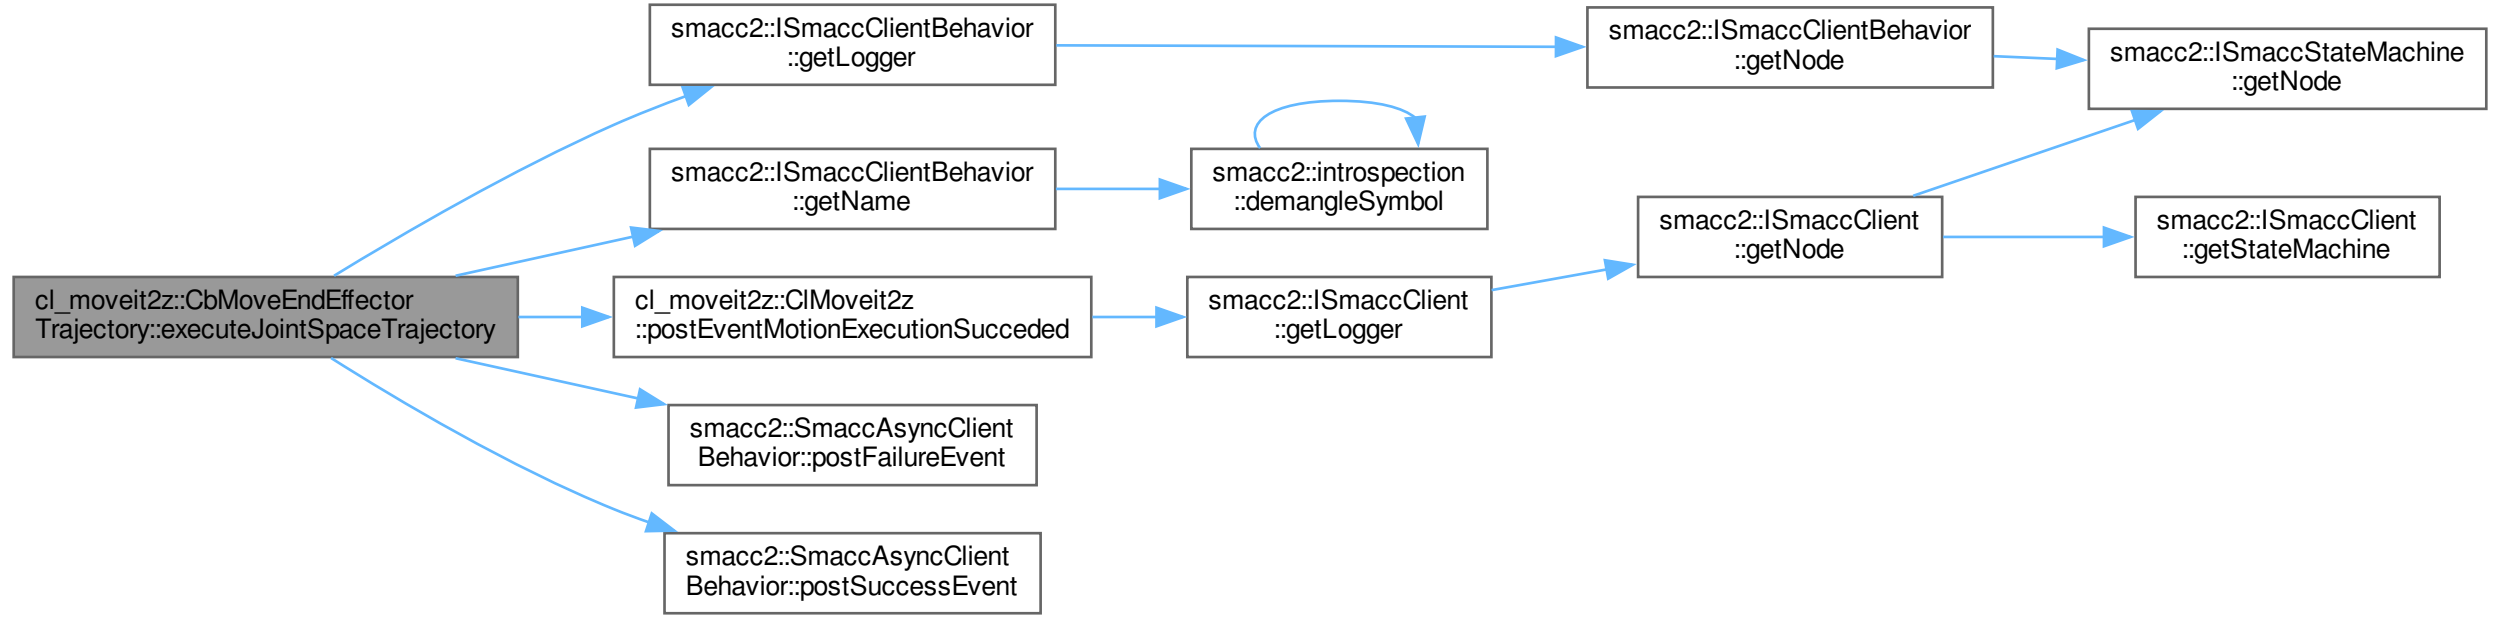 smacc2::ISmaccClientBehavior
::getLogger
smacc2::ISmaccClientBehavior
::getNode
smacc2::ISmaccStateMachine
::getNode
smacc2::ISmaccClientBehavior
::getName
smacc2::introspection
::demangleSymbol
smacc2::ISmaccClient
::getNode
smacc2::ISmaccClient
::getStateMachine
cl_moveit2z::CbMoveEndEffector
Trajectory::executeJointSpaceTrajectory
cl_moveit2z::ClMoveit2z
::postEventMotionExecutionSucceded
smacc2::ISmaccClient
::getLogger
smacc2::SmaccAsyncClient
Behavior::postFailureEvent
smacc2::SmaccAsyncClient
Behavior::postSuccessEvent